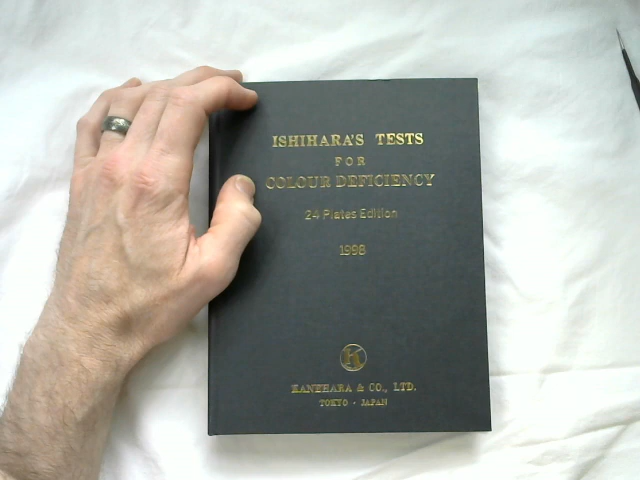 ISHIHARA'S TESTS
FOR
COLOUR DEFICIENCY
24 Plates Edition
1998
K
KANEHARA & CO., LTD.
TOKYO · JAPAN